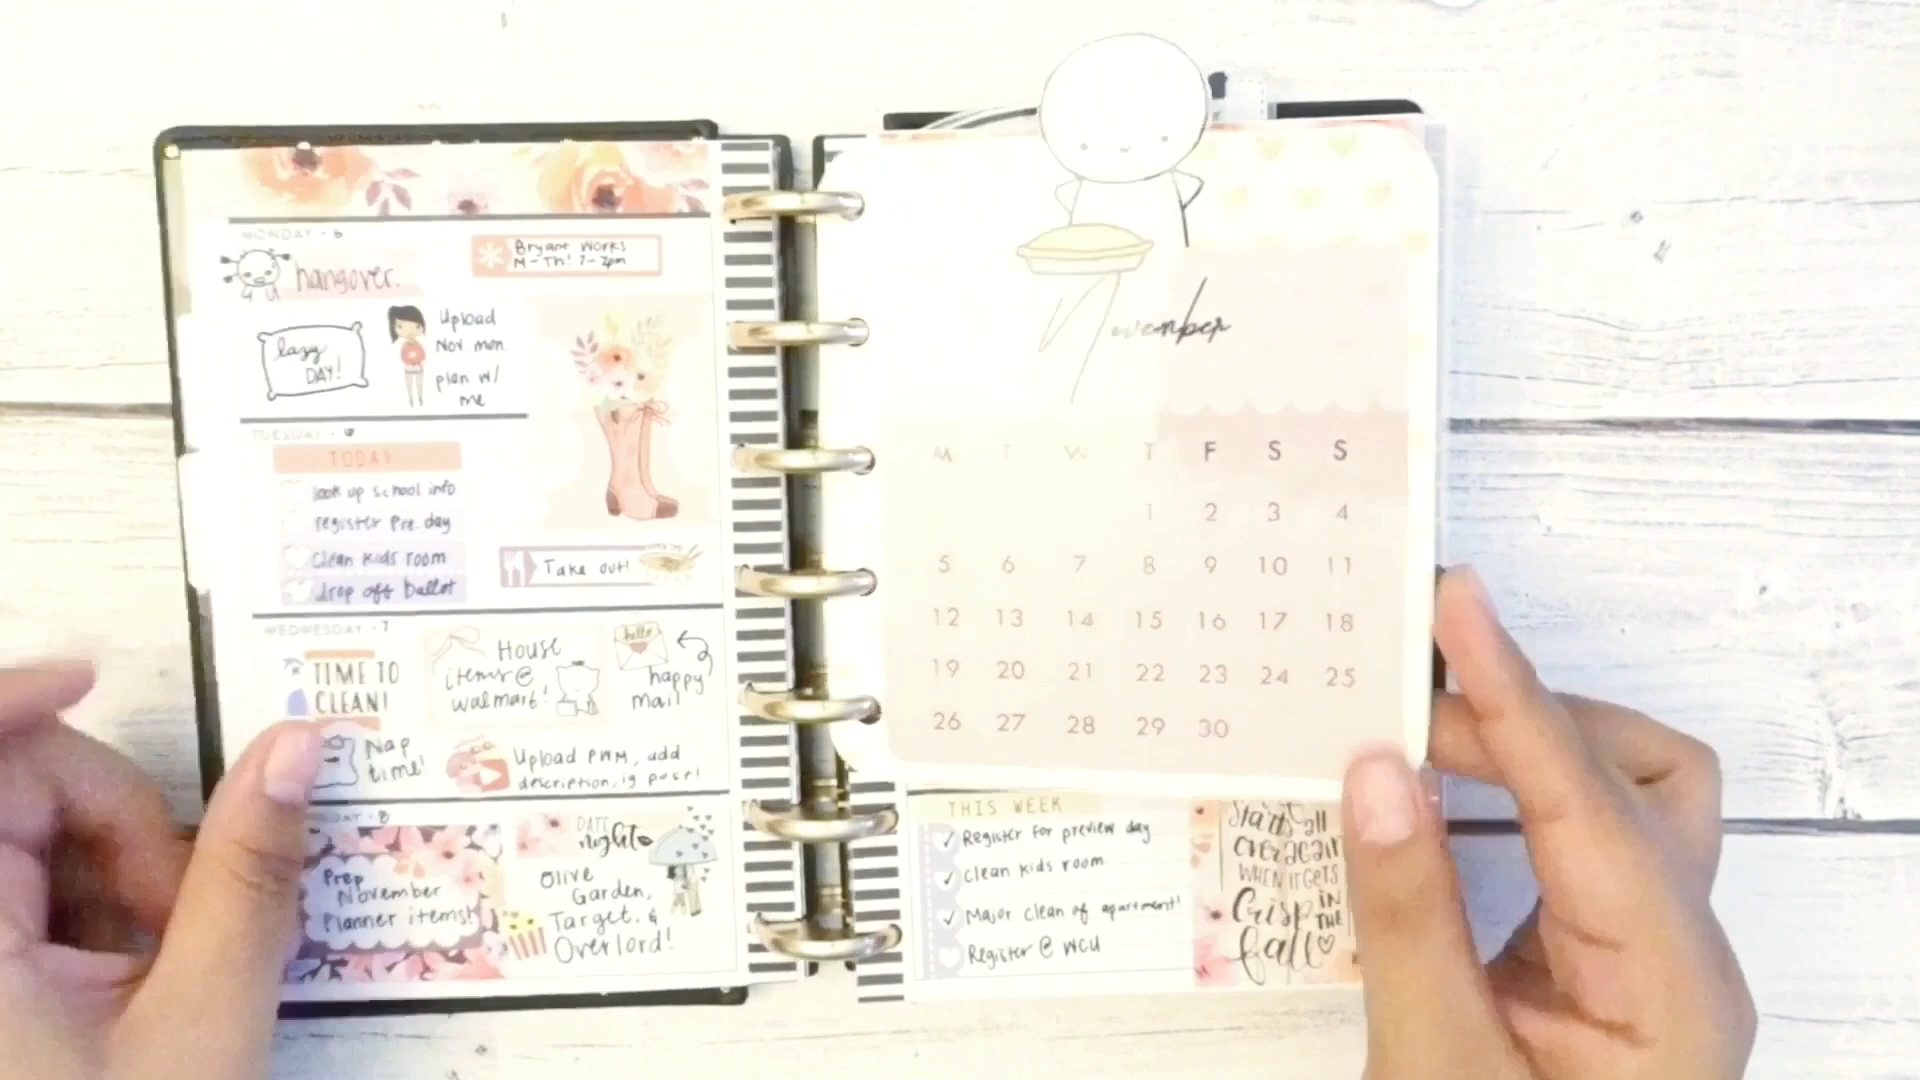 MONDAY · 6
hangover.
Bryant Works
M-Th! 7-2pm
lazy
DAY!
Upload
Nov. mon.
plan w/
me
TUESDAY ·
TODAY
look up school info
register Pre. day
Clean kids room
drop off ballot
Take out!
WEDNESDAY · 7
TIME TO
CLEAN!
House
items @
walmart!
hello
happy
mail
Nap
time!
Upload PWM, add
description, ig post!
8
Prep
November
Planner items!
DATE
night
Olive
Garden,
Target, &
Overlord!
M T W T F S S
1 2 3 4
5 6 7 8 9 10 11
12 13 14 15 16 17 18
19 20 21 22 23 24 25
26 27 28 29 30
THIS WEEK
Register for preview day
Clean kids room
Major clean of apartment!
Register @ WCU
starts all
over again
WHEN IT GETS
Crisp IN
THE
fall